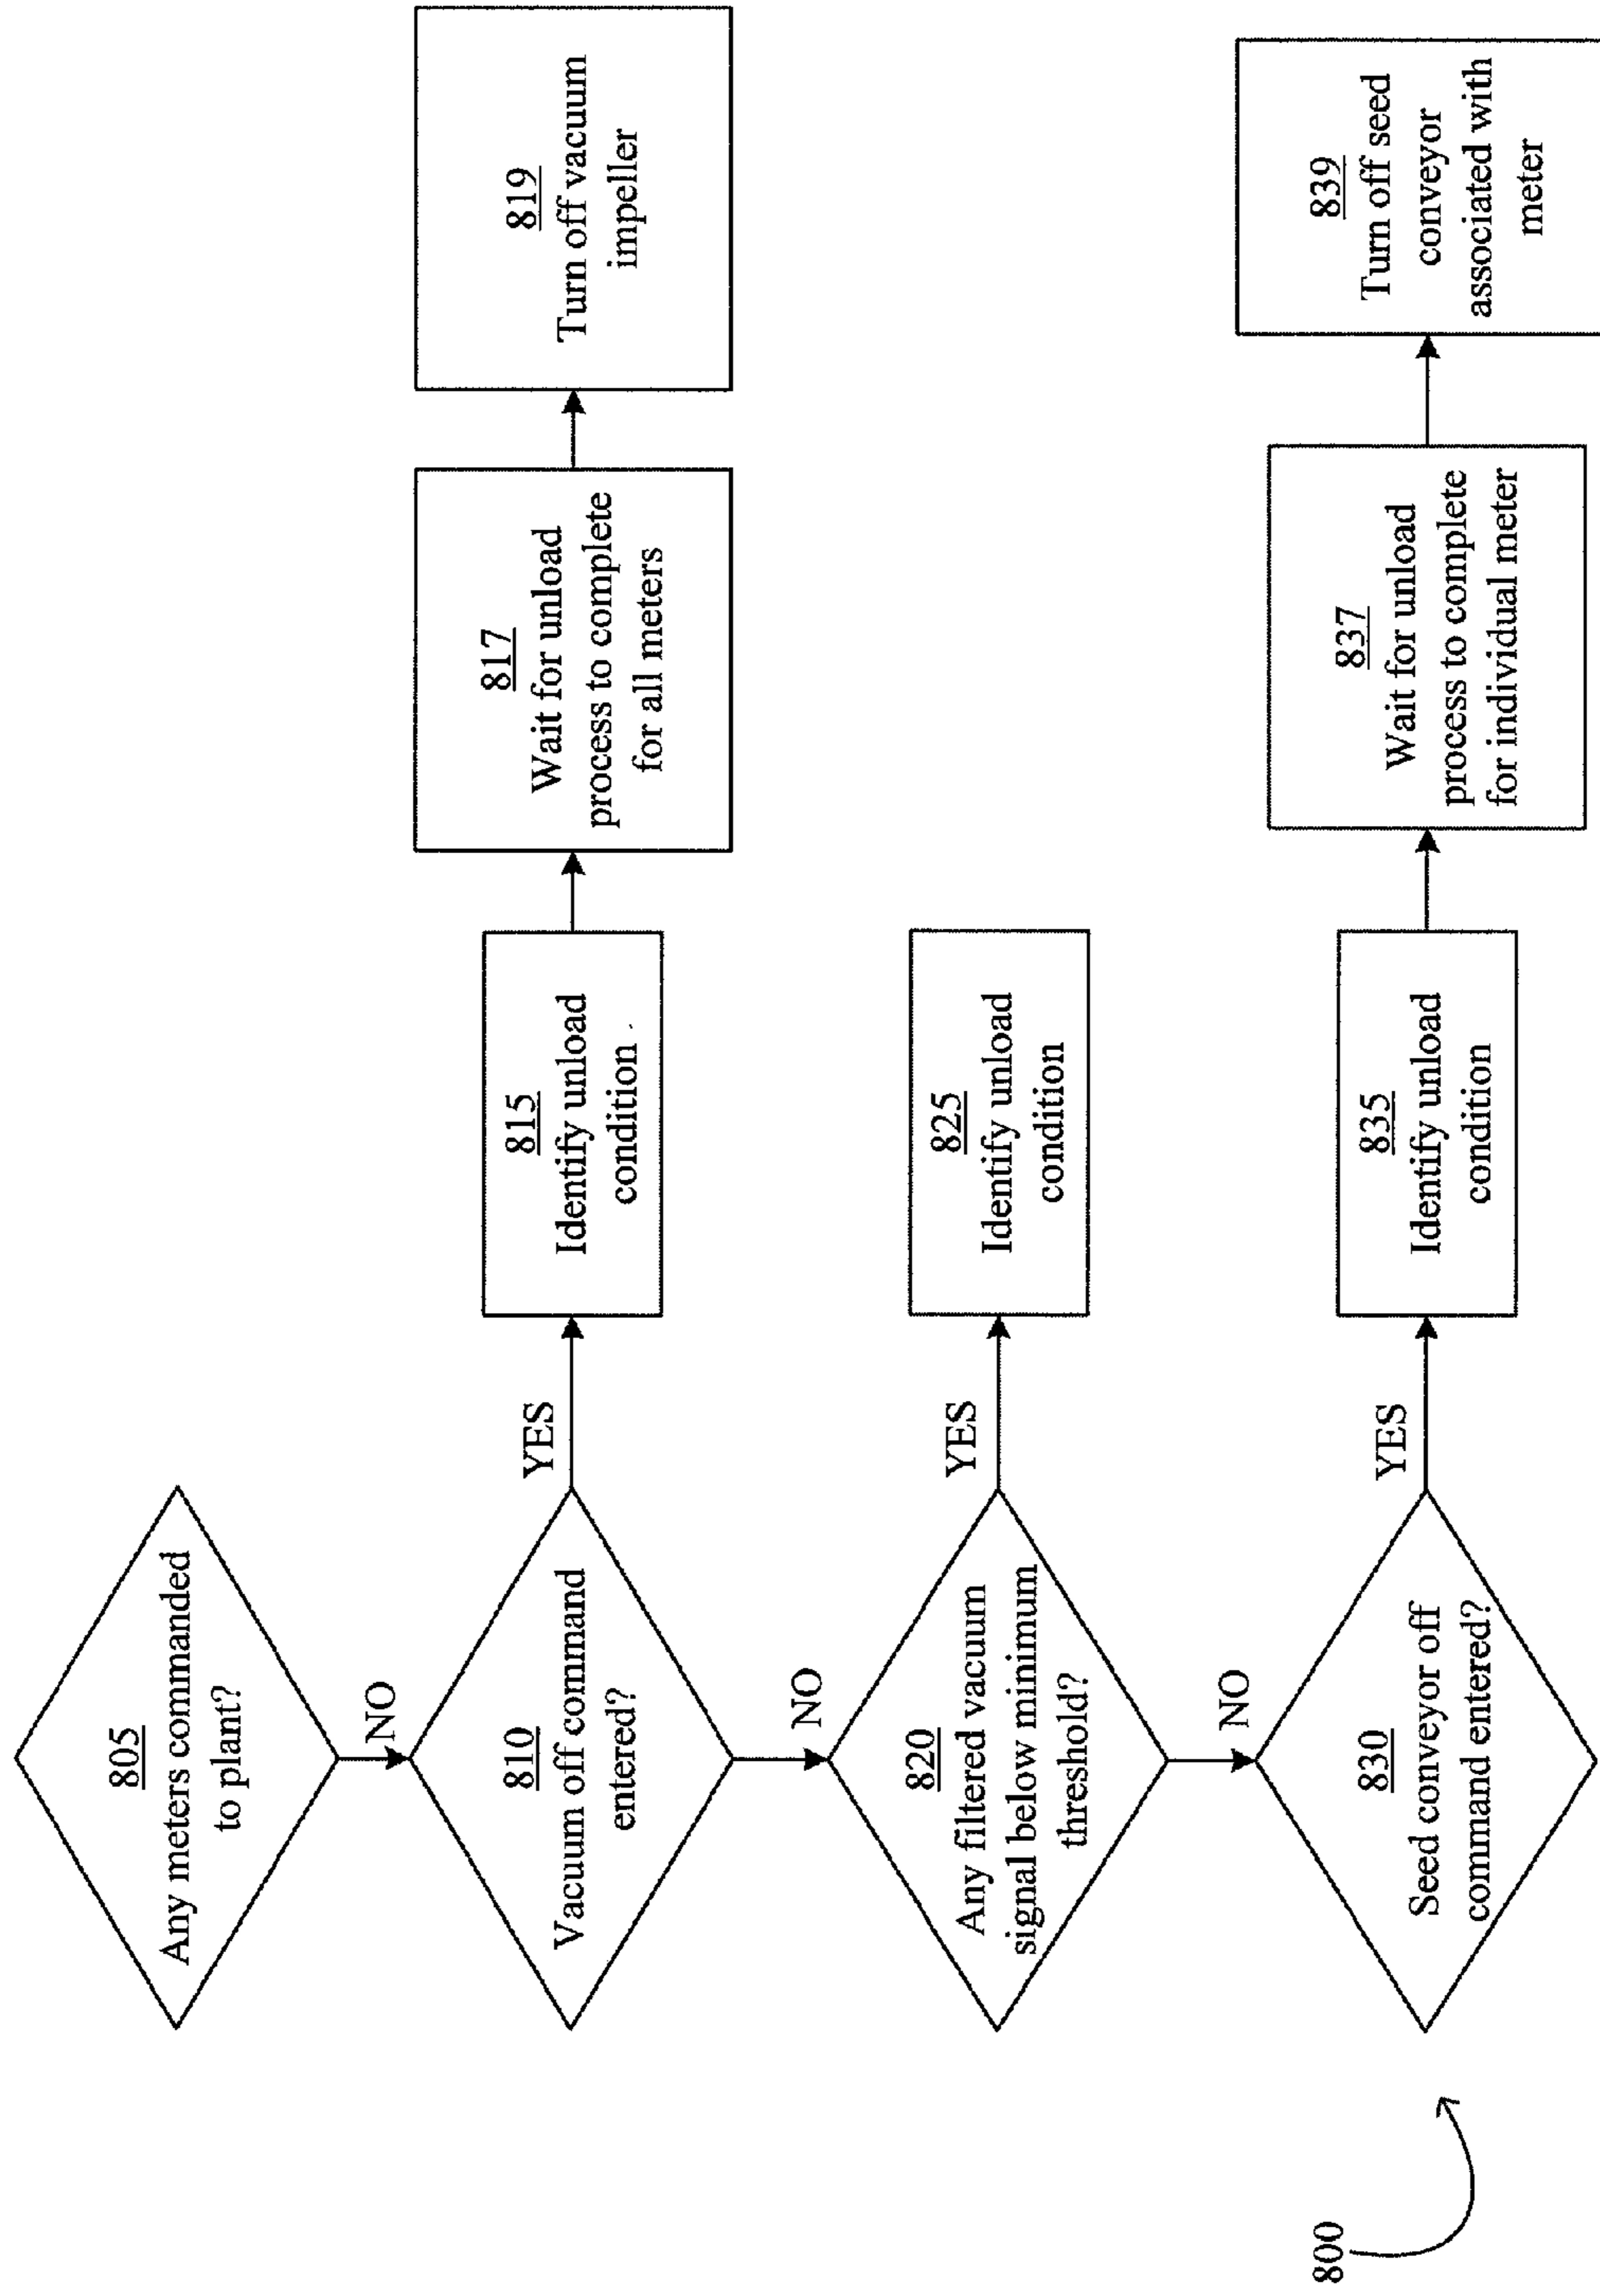 805
Any meters commanded
to plant?
NO
810
Vacuum off command
entered?
YES
815
Identify unload
condition
817
Wait for unload
process to complete
for all meters
819
Turn off vacuum
impeller
NO
820
Any filtered vacuum
signal below minimum
threshold?
YES
825
Identify unload
condition
NO
830
Seed conveyor off
command entered?
YES
835
Identify unload
condition
837
Wait for unload
process to complete
for individual meter
839
Turn off seed
conveyor
associated with
meter
800